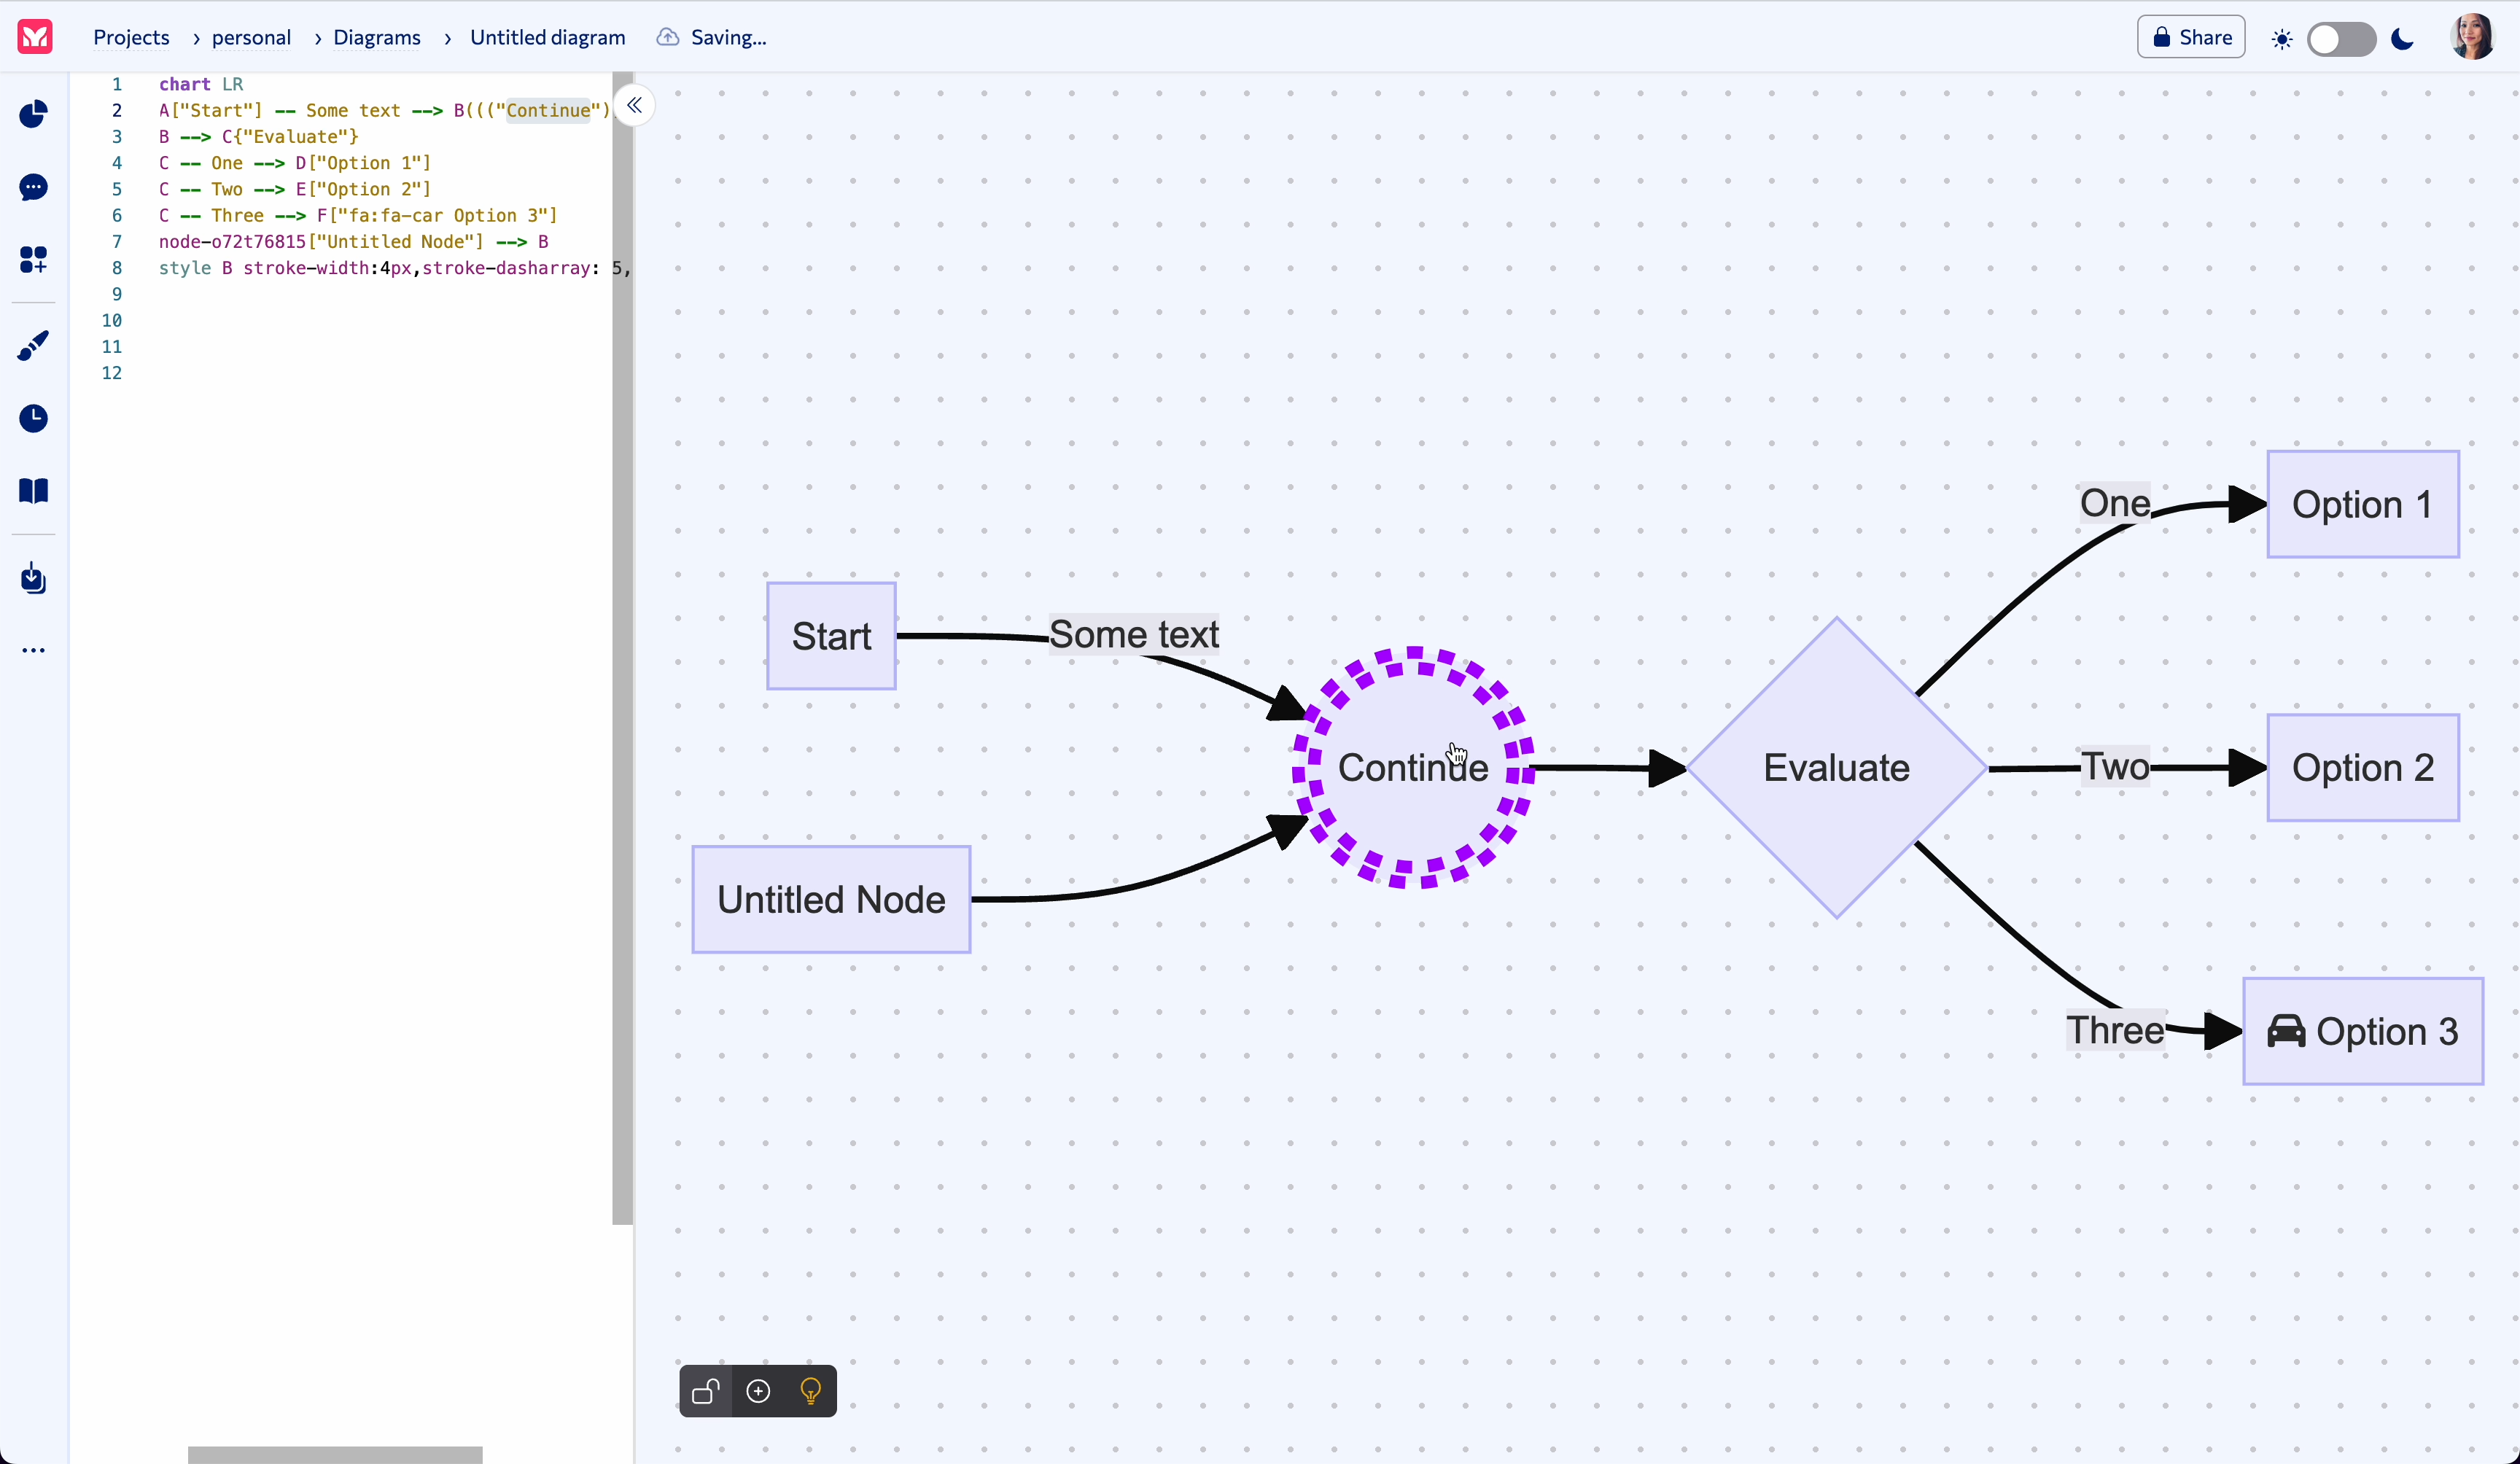 Projects › personal › Diagrams › Untitled diagram Saving...
Share
1 chart LR
2 A["Start"] -- Some text --> B((("Continue")
3 B --> C{"Evaluate"}
4 C -- One --> D["Option 1"]
5 C -- Two --> E["Option 2"]
6 C -- Three --> F["fa:fa-car Option 3"]
7 node-o72t76815["Untitled Node"] --> B
8 style B stroke-width:4px,stroke-dasharray: 5,
9
10
11
12
One
Option 1
Start
Some text
Continue
Evaluate
Two
Option 2
Untitled Node
Three
Option 3